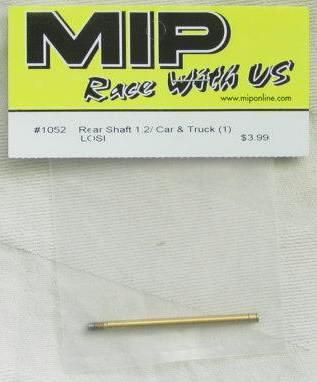 MIP
Race With US
www.miponline.com
#1052 Rear Shaft 1.2/ Car & Truck (1)
LOSI $3.99